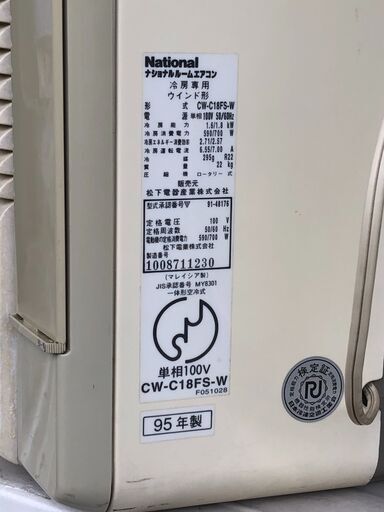 National
ナショナルルームエアコン
冷房専用
ウインド形
形式 CW-C18FS-W
電源 単相100V 50/60Hz
冷房能力 1.6/1.8 kW
冷房消費電力 590/700 W
冷房エネルギー消費効率 2.71/2.57
冷房運転電流 6.55/7.00 A
冷媒 295g R22
質量 22 kg
圧縮機 ロータリー式
販売元
松下電器産業株式会社
型式承認番号 91-48176
定格電圧 100 V
定格周波数 50/60 Hz
電動機の定格消費電力 590/700 W
松下電器産業株式会社
製造番号
1008711230
(マレイシア製)
JIS承認番号 MY8301
一体形空冷式
単相100V
CW-C18FS-W
F051028
95年製
検定証